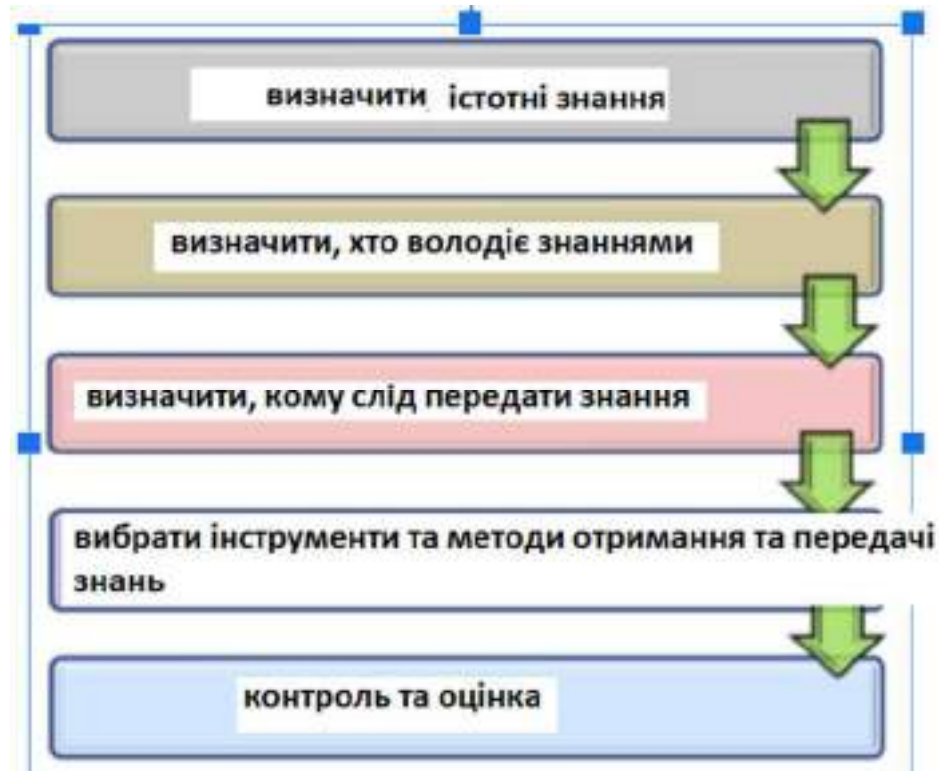 визначити істотні знання
визначити, хто володіє знаннями
визначити, кому слід передати знання
вибрати інструменти та методи отримання та передачі
знань
контроль та оцінка